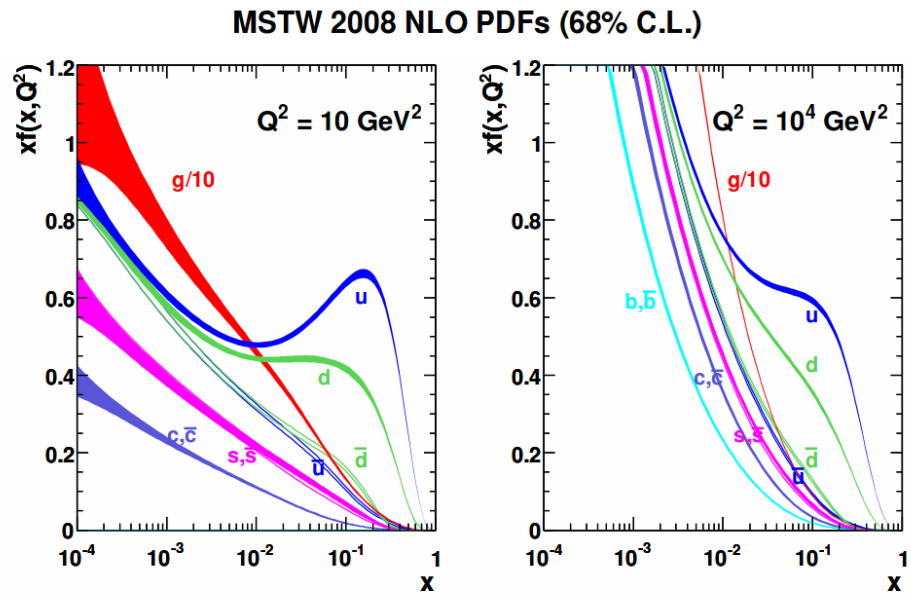 MSTW 2008 NLO PDFs (68% C.L.)
xf(x,Q²)
1.2
1
0.8
0.6
0.4
0.2
0
Q² = 10 GeV²
g/10
u
d
c,c̅
s,s̅
u̅
d̅
10⁻⁴
10⁻³
10⁻²
10⁻¹
1
x
xf(x,Q²)
1.2
1
0.8
0.6
0.4
0.2
0
Q² = 10⁴ GeV²
g/10
b,b̅
u
d
c,c̅
s,s̅
d̅
u̅
10⁻⁴
10⁻³
10⁻²
10⁻¹
1
x